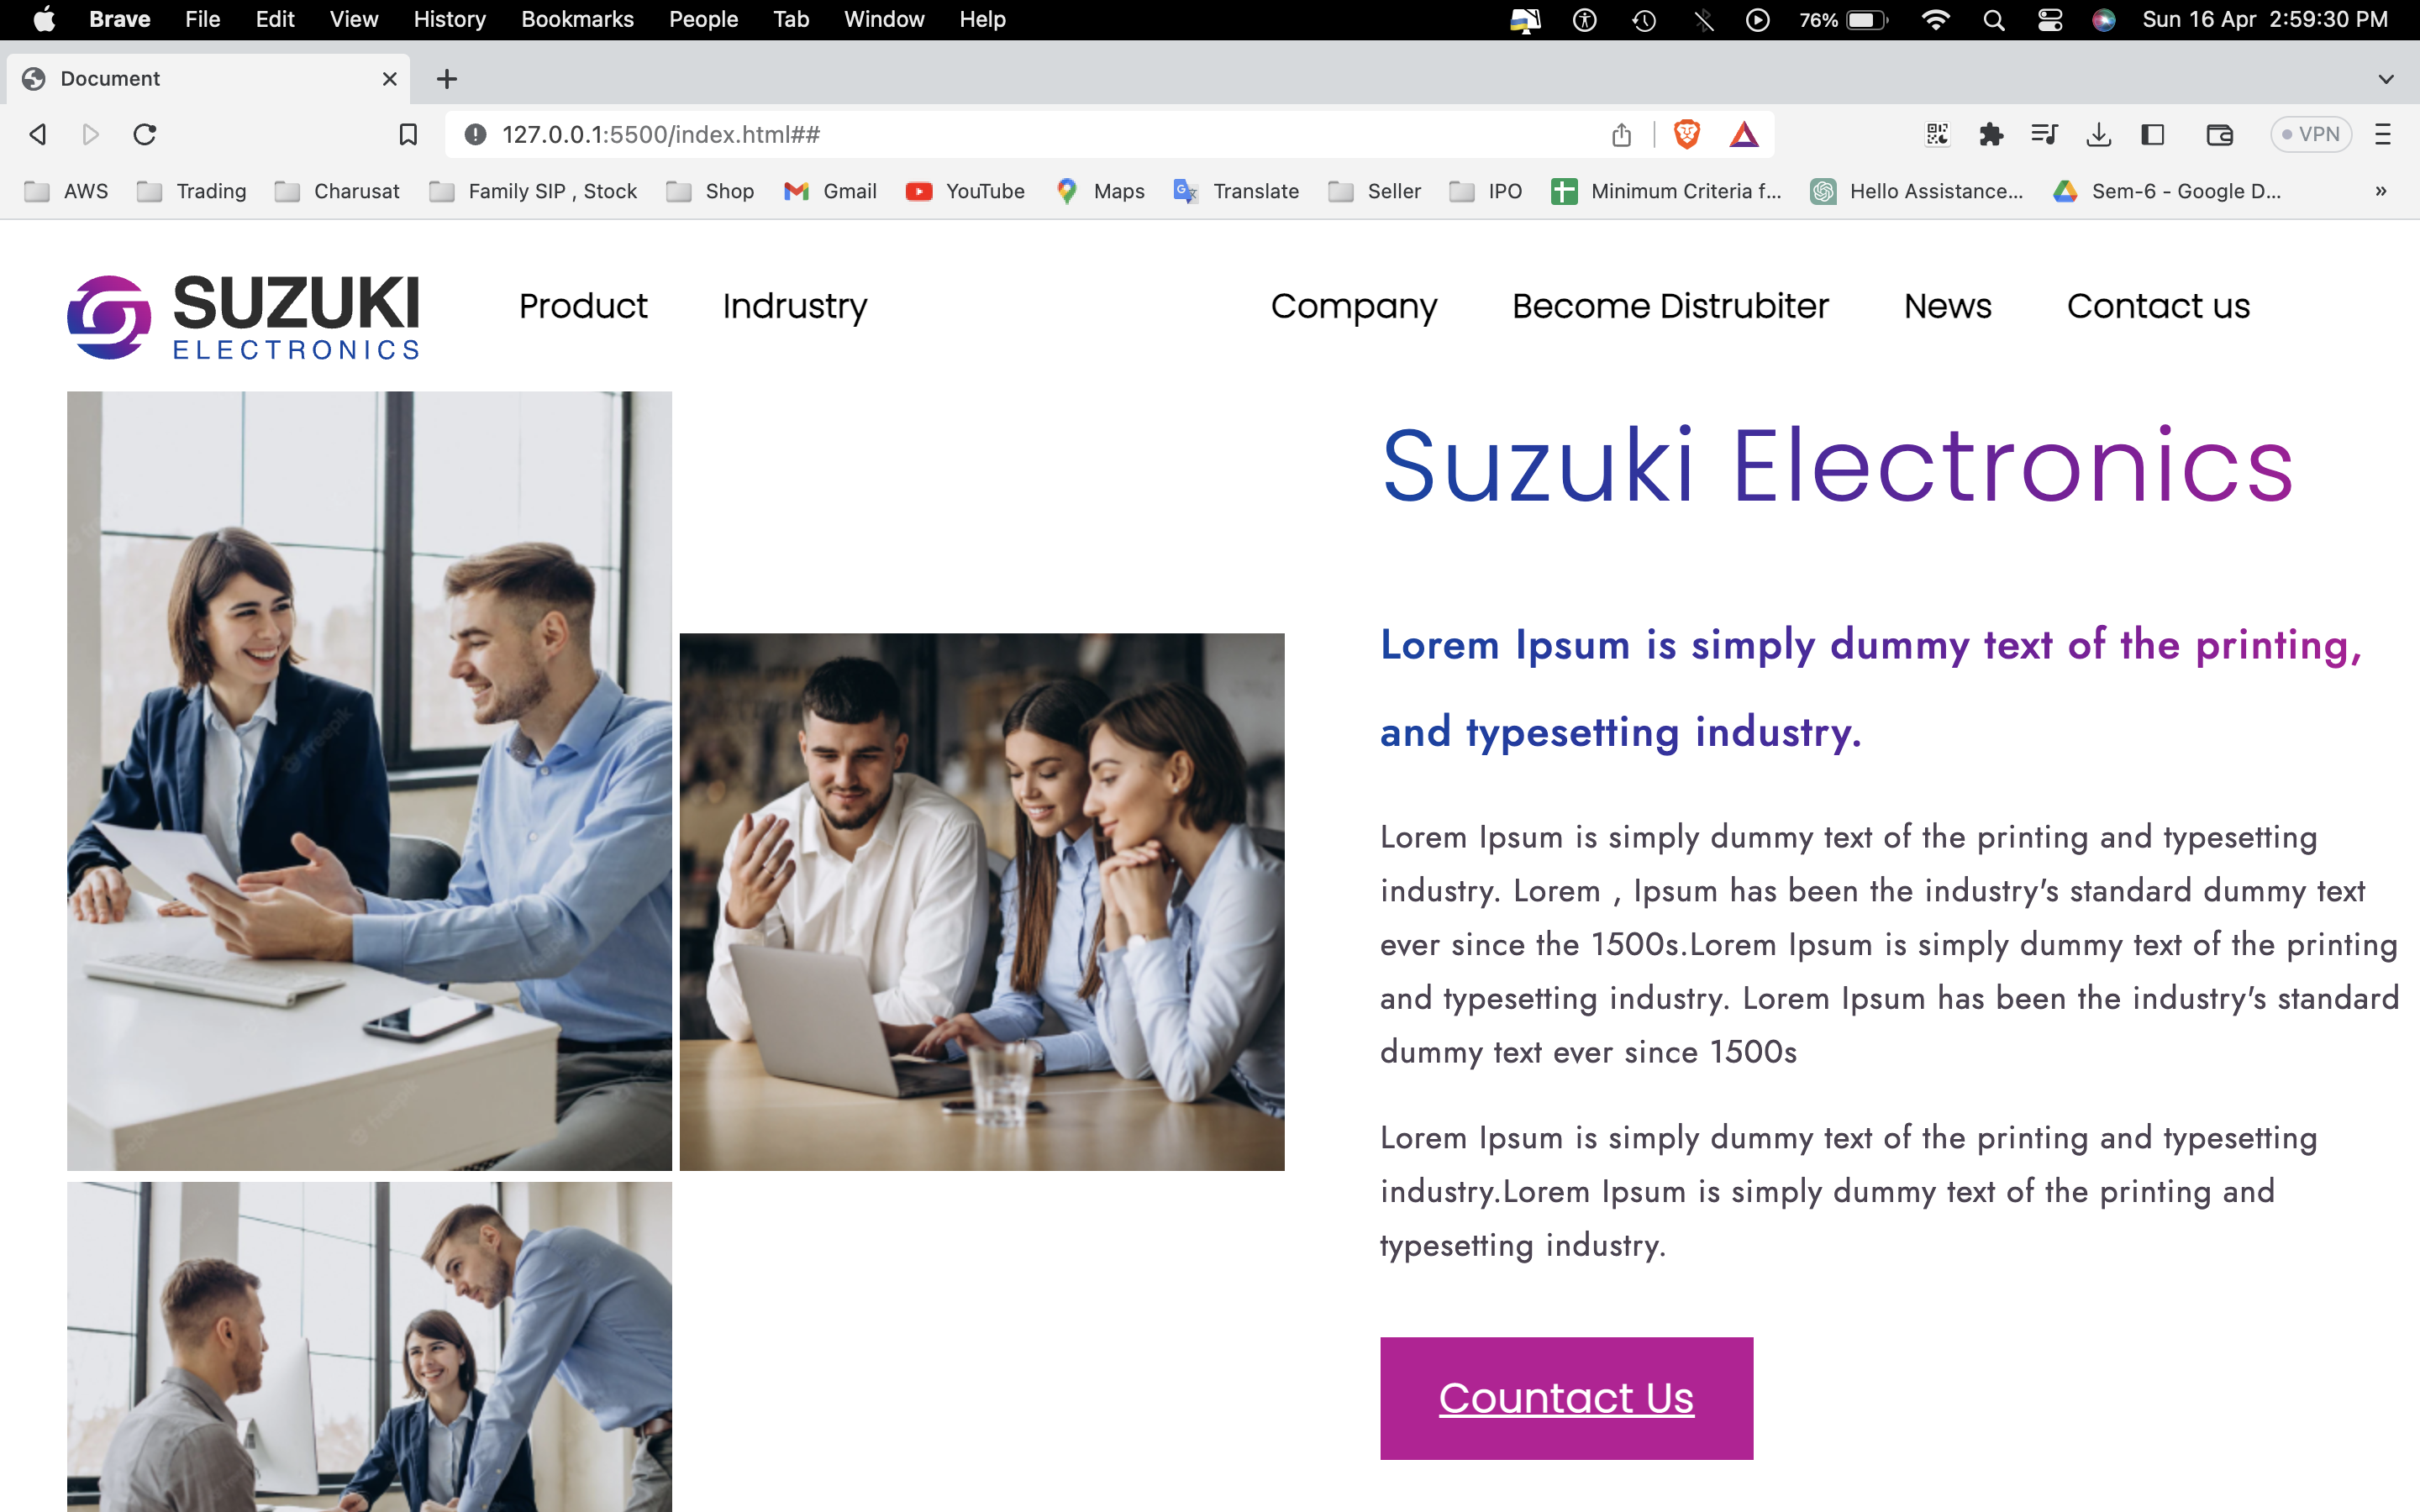 Brave File Edit View History Bookmarks People Tab Window Help 76% Sun 16 Apr 2:59:30 PM
Document
127.0.0.1:5500/index.html## VPN
AWS Trading Charusat Family SIP , Stock Shop Gmail YouTube Maps Translate Seller IPO Minimum Criteria f... Hello Assistance... Sem-6 - Google D... »
SUZUKI
ELECTRONICS
Product Indrustry Company Become Distrubiter News Contact us
Suzuki Electronics
Lorem Ipsum is simply dummy text of the printing,
and typesetting industry.
Lorem Ipsum is simply dummy text of the printing and typesetting
industry. Lorem , Ipsum has been the industry's standard dummy text
ever since the 1500s.Lorem Ipsum is simply dummy text of the printing
and typesetting industry. Lorem Ipsum has been the industry's standard
dummy text ever since 1500s
Lorem Ipsum is simply dummy text of the printing and typesetting
industry.Lorem Ipsum is simply dummy text of the printing and
typesetting industry.
Countact Us